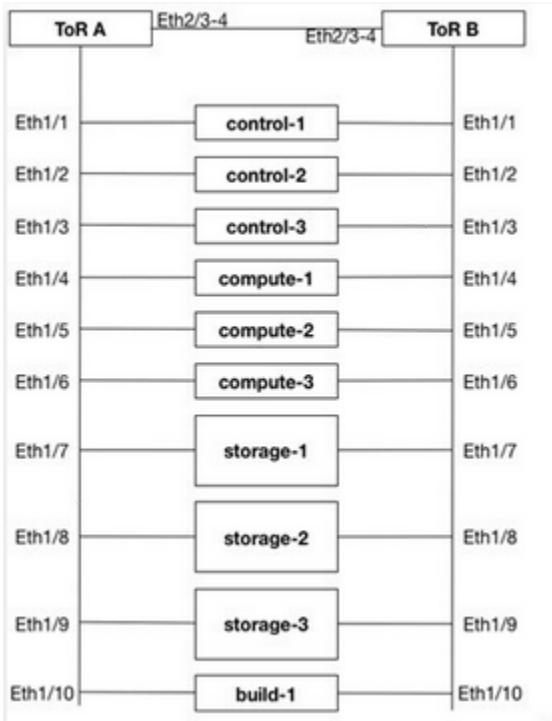 ToR A Eth2/3-4 Eth2/3-4 ToR B
Eth1/1 control-1 Eth1/1
Eth1/2 control-2 Eth1/2
Eth1/3 control-3 Eth1/3
Eth1/4 compute-1 Eth1/4
Eth1/5 compute-2 Eth1/5
Eth1/6 compute-3 Eth1/6
Eth1/7 storage-1 Eth1/7
Eth1/8 storage-2 Eth1/8
Eth1/9 storage-3 Eth1/9
Eth1/10 build-1 Eth1/10